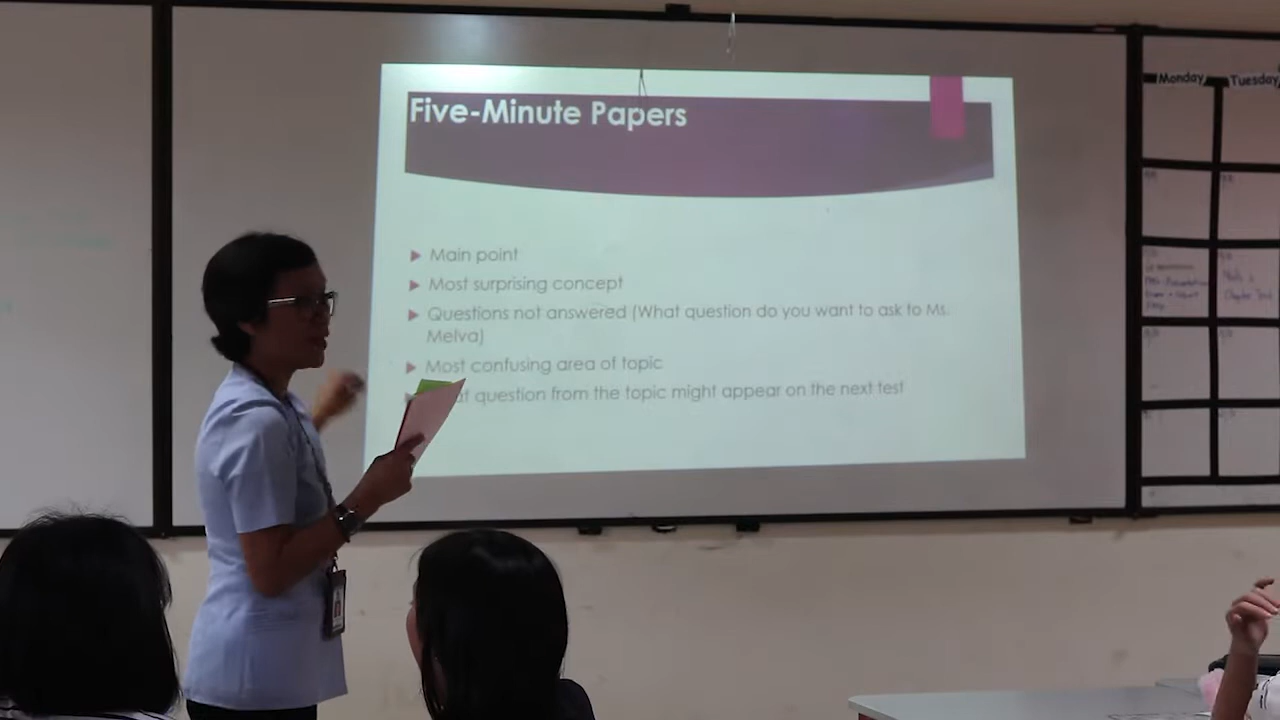 Five-Minute Papers
Main point
Most surprising concept
Questions not answered (What question do you want to ask to Ms.
Melva)
Most confusing area of topic
question from the topic might appear on the next test
Monday
Tuesday
Chapter Test